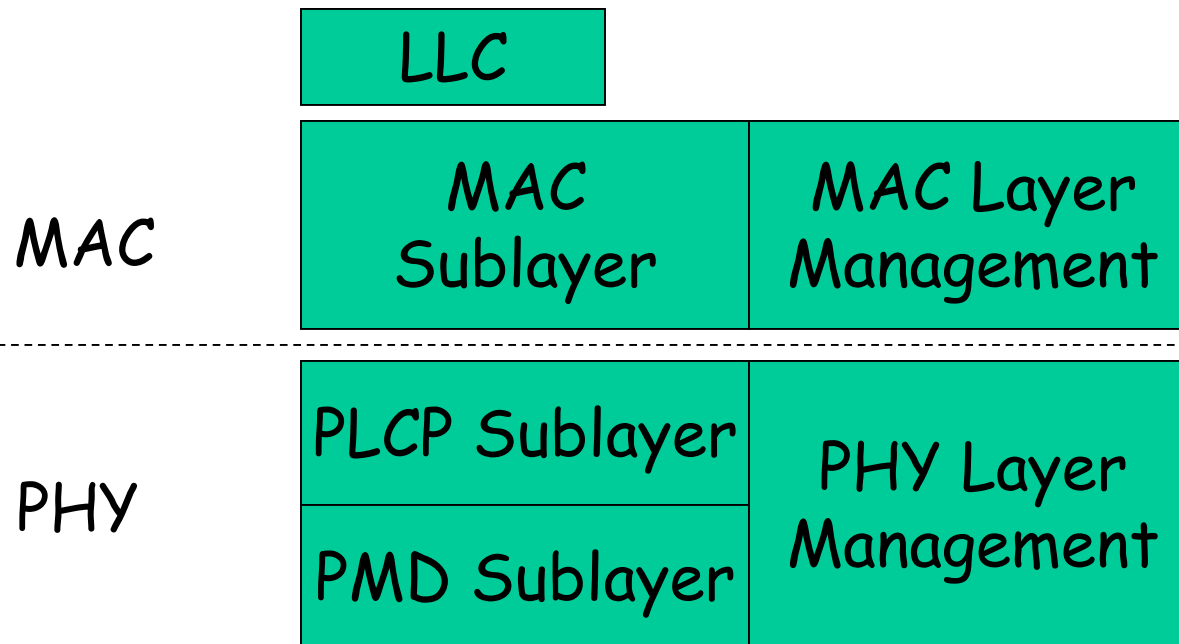 LLC
MAC
MAC
Sublayer
MAC Layer
Management
PHY
PLCP Sublayer
PMD Sublayer
PHY Layer
Management